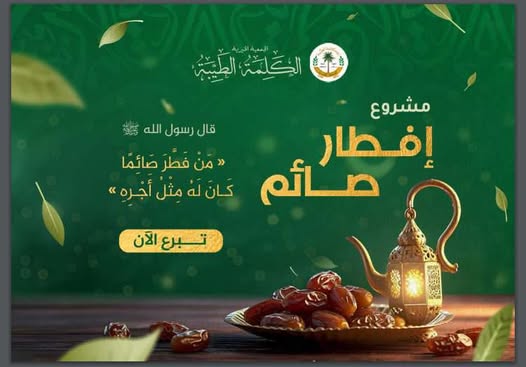 الجمعية الخيرية
الكلمة الطيبة
مشروع
إفطار
صائم
قال رسول الله ﷺ
« مَنْ فَطَّرَ صَائِمًا
كَانَ لَهُ مِثْلُ أَجْرِهِ »
تبرع الآن